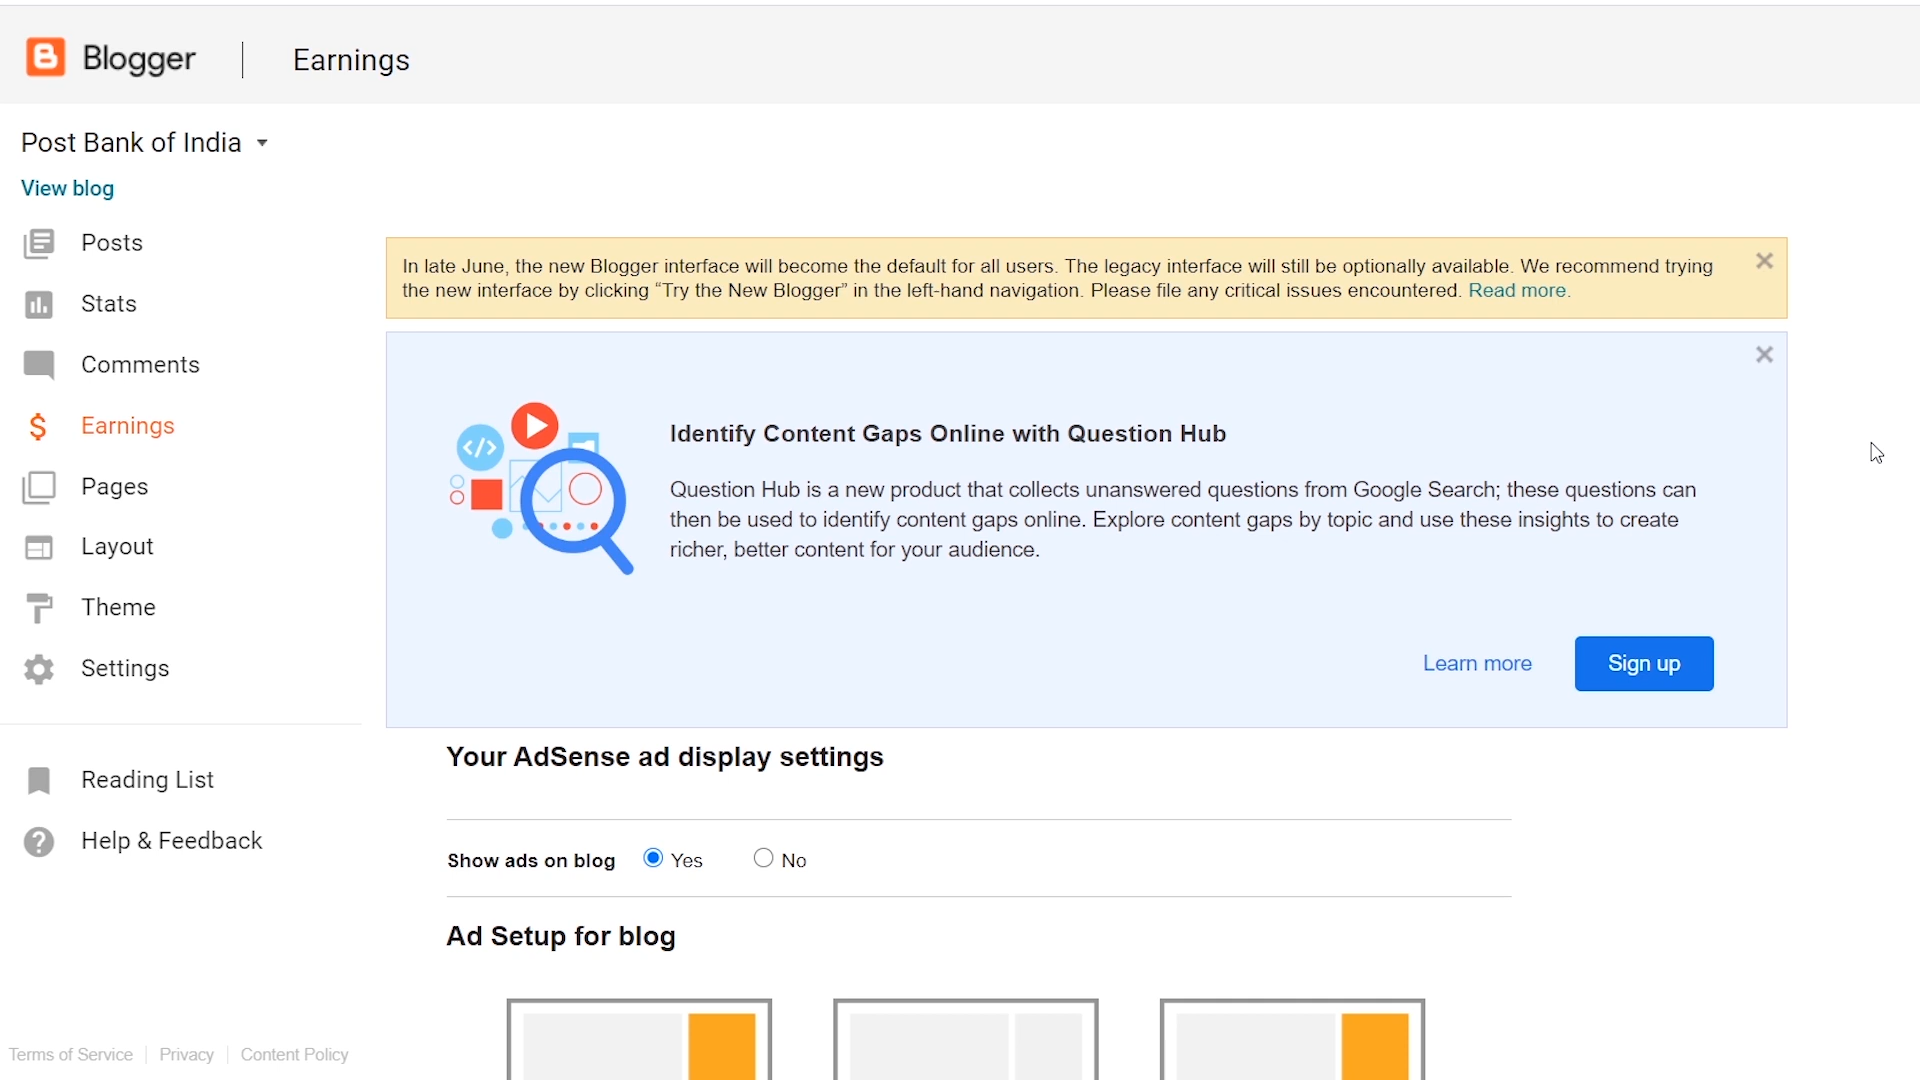 Blogger
Earnings
Post Bank of India
View blog
Posts
Stats
Comments
Earnings
Pages
Layout
Theme
Settings
Reading List
Help & Feedback
Terms of Service
Privacy
Content Policy
In late June, the new Blogger interface will become the default for all users. The legacy interface will still be optionally available. We recommend trying
the new interface by clicking “Try the New Blogger” in the left-hand navigation. Please file any critical issues encountered. Read more.
Identify Content Gaps Online with Question Hub
Question Hub is a new product that collects unanswered questions from Google Search; these questions can
then be used to identify content gaps online. Explore content gaps by topic and use these insights to create
richer, better content for your audience.
Learn more
Sign up
Your AdSense ad display settings
Show ads on blog Yes No
Ad Setup for blog